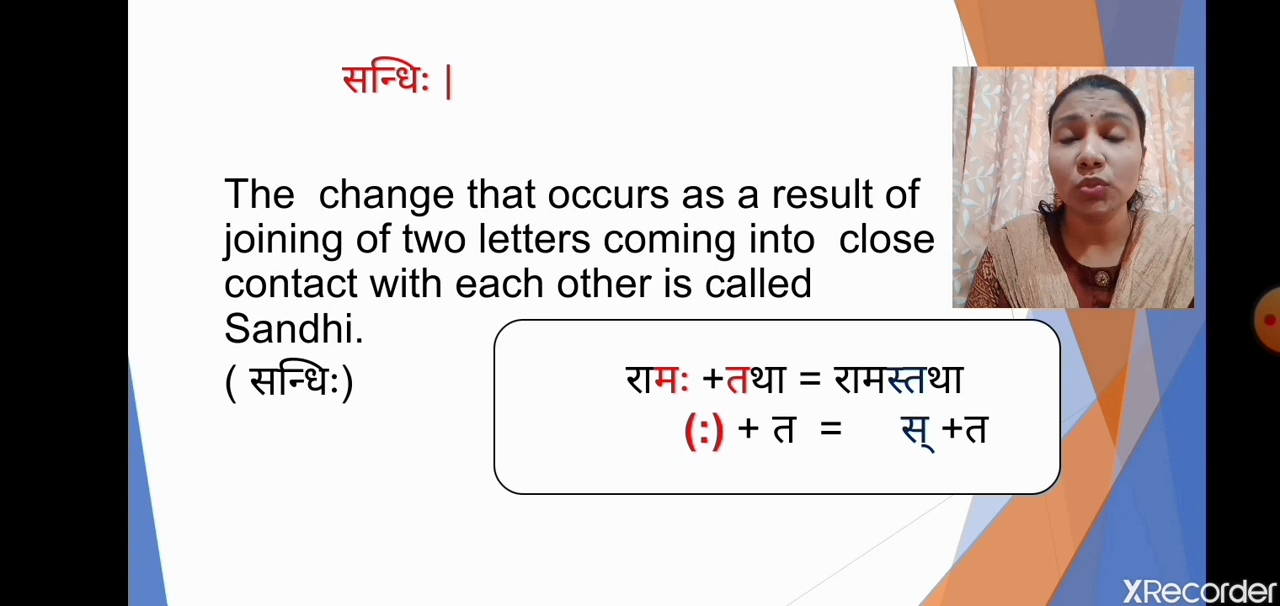 सन्धिः |
The change that occurs as a result of
joining of two letters coming into close
contact with each other is called
Sandhi.
( सन्धिः)
रामः +तथा = रामस्तथा
(:) + त = स् +त
XRecorder